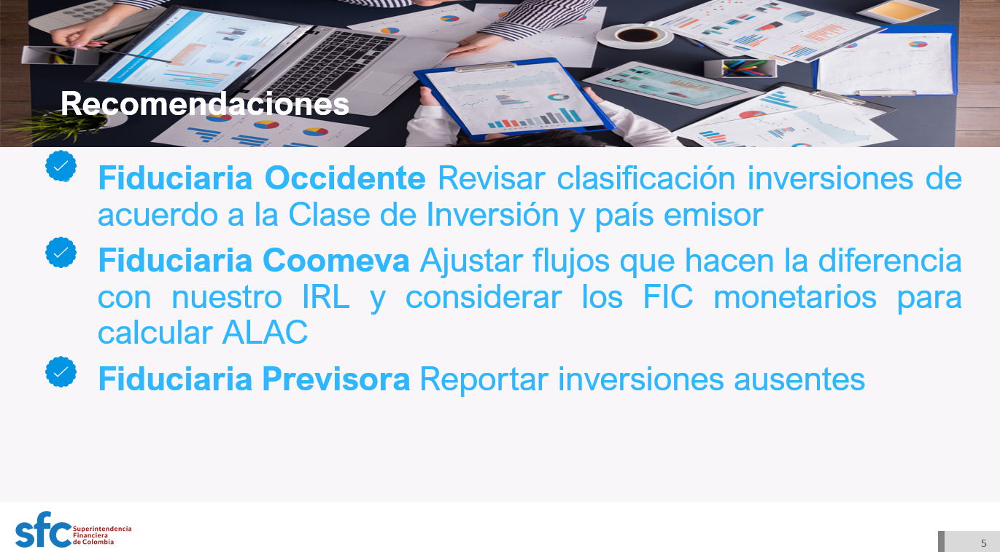 Recomendaciones
Fiduciaria Occidente Revisar clasificación inversiones de
acuerdo a la Clase de Inversión y país emisor
Fiduciaria Coomeva Ajustar flujos que hacen la diferencia
con nuestro IRL y considerar los FIC monetarios para
calcular ALAC
Fiduciaria Previsora Reportar inversiones ausentes
sfc Superintendencia
Financiera
de Colombia
5